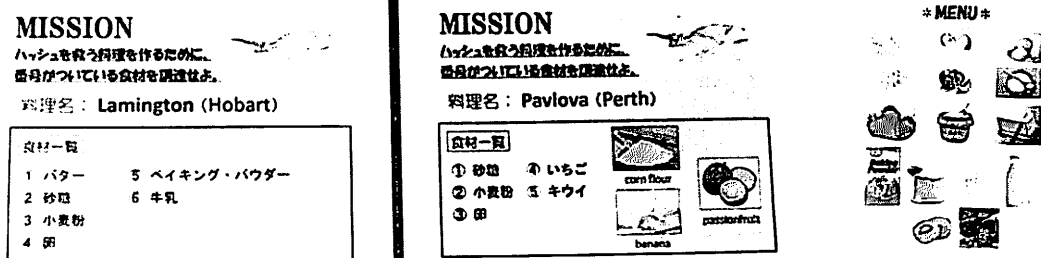 MISSION
ハッシュを救う料理を作るために、
番号がついている食材を調達せよ。
料理名： Lamington (Hobart)
食材一覧
1 バター 5 ベイキング・パウダー
2 砂糖 6 牛乳
3 小麦粉
4 卵
MISSION
ハッシュを救う料理を作るために、
番号がついている食材を調達せよ。
料理名： Pavlova (Perth)
食材一覧
① 砂糖 ④ いちご
② 小麦粉 ⑤ キウイ
③ 卵
corn flour
banana
passionfruit
*MENU*